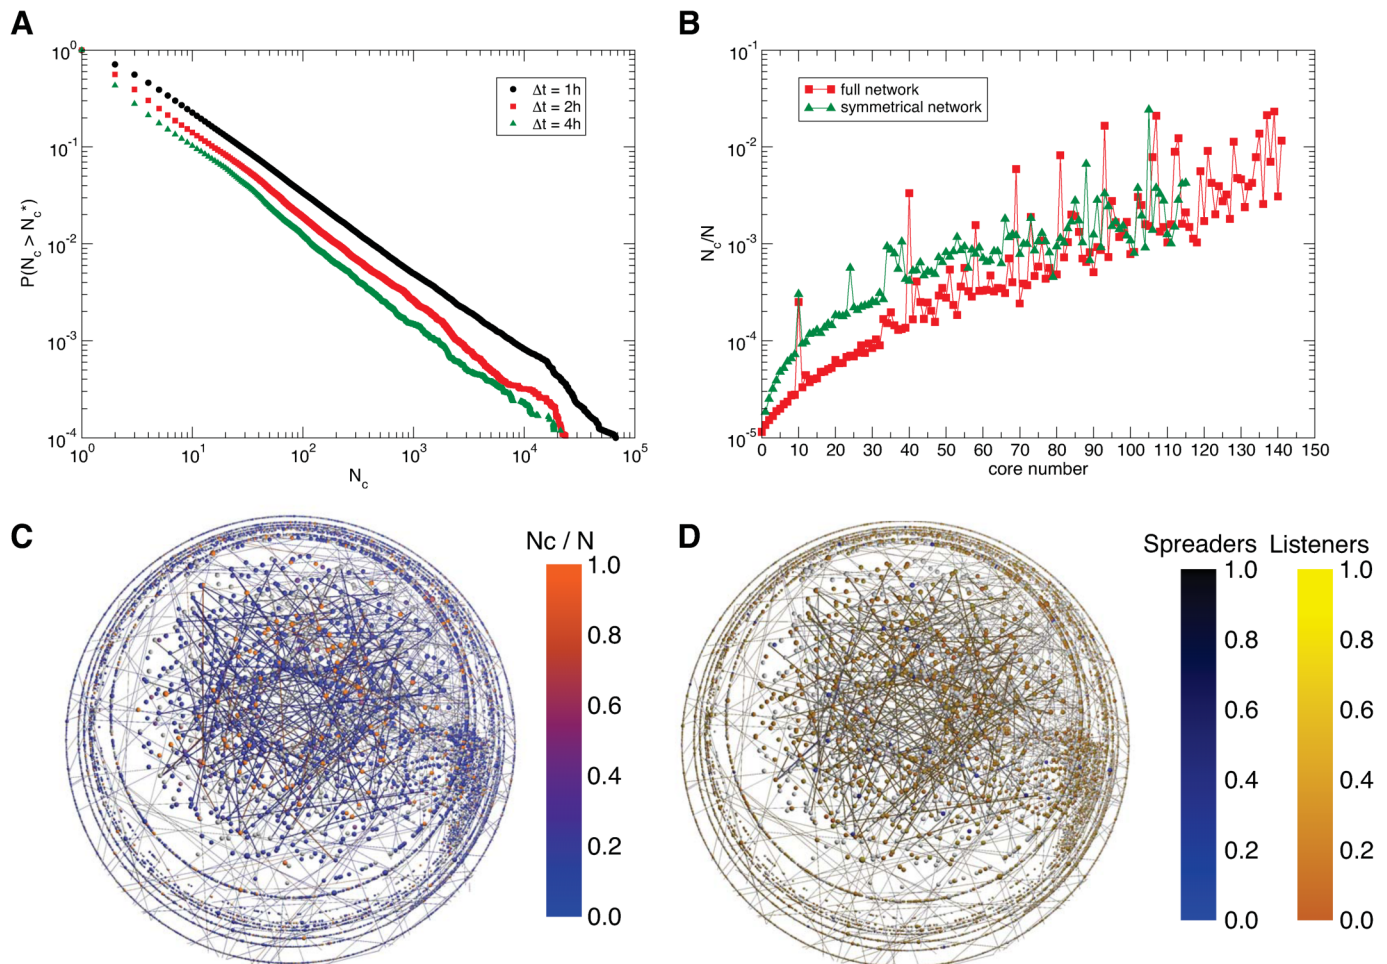 A
10^0
10^-1
10^-2
10^-3
10^-4
P(N_c > N_c*)
Δt = 1h
Δt = 2h
Δt = 4h
10^0 10^1 10^2 10^3 10^4 10^5
N_c
B
10^-1
10^-2
10^-3
10^-4
10^-5
N_c/N
full network
symmetrical network
0 10 20 30 40 50 60 70 80 90 100 110 120 130 140 150
core number
C
Nc / N
1.0
0.8
0.6
0.4
0.2
0.0
D
Spreaders Listeners
1.0 1.0
0.8 0.8
0.6 0.6
0.4 0.4
0.2 0.2
0.0 0.0